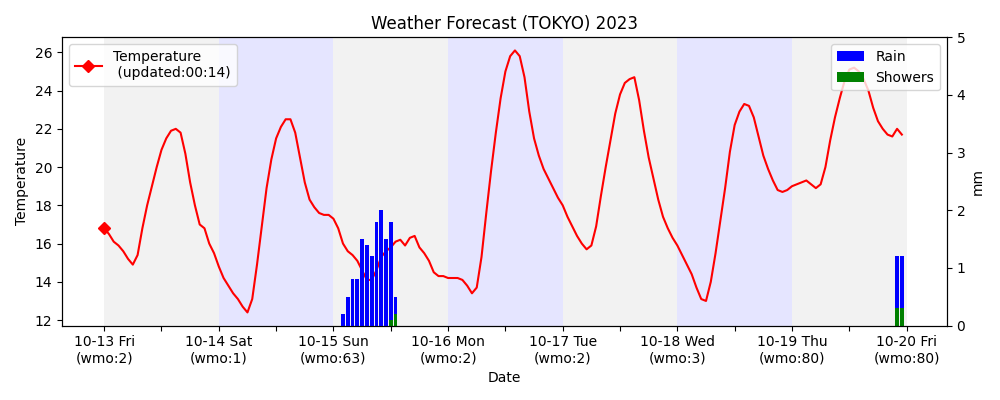 Weather Forecast (TOKYO) 2023
Temperature
(updated:00:14)
Rain
Showers
26
24
22
20
18
16
14
12
Temperature
5
4
3
2
1
0
mm
10-13 Fri
(wmo:2)
10-14 Sat
(wmo:1)
10-15 Sun
(wmo:63)
10-16 Mon
(wmo:2)
10-17 Tue
(wmo:2)
10-18 Wed
(wmo:3)
10-19 Thu
(wmo:80)
10-20 Fri
(wmo:80)
Date